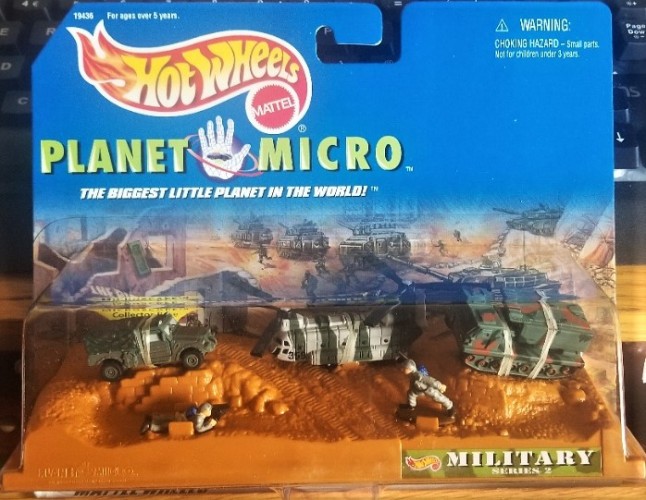 19436 For ages over 5 years.
WARNING:
CHOKING HAZARD – Small parts.
Not for children under 3 years.
Hot Wheels
MATTEL
PLANET MICRO
THE BIGGEST LITTLE PLANET IN THE WORLD!™
MILITARY
SERIES 2